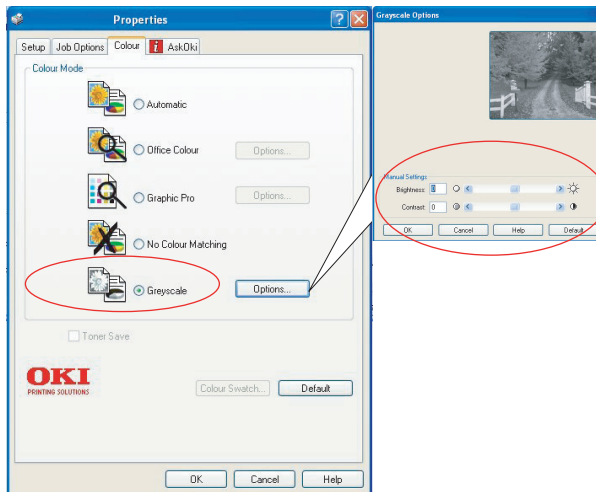 Properties
Setup Job Options Colour AskOki
Colour Mode
Automatic
Office Colour Options...
Graphic Pro Options...
No Colour Matching
Greyscale Options...
Toner Save
OKI
PRINTING SOLUTIONS
Colour Swatch... Default
OK Cancel Help
Grayscale Options
Manual Settings
Brightness: 0
Contrast: 0
OK Cancel Help Default